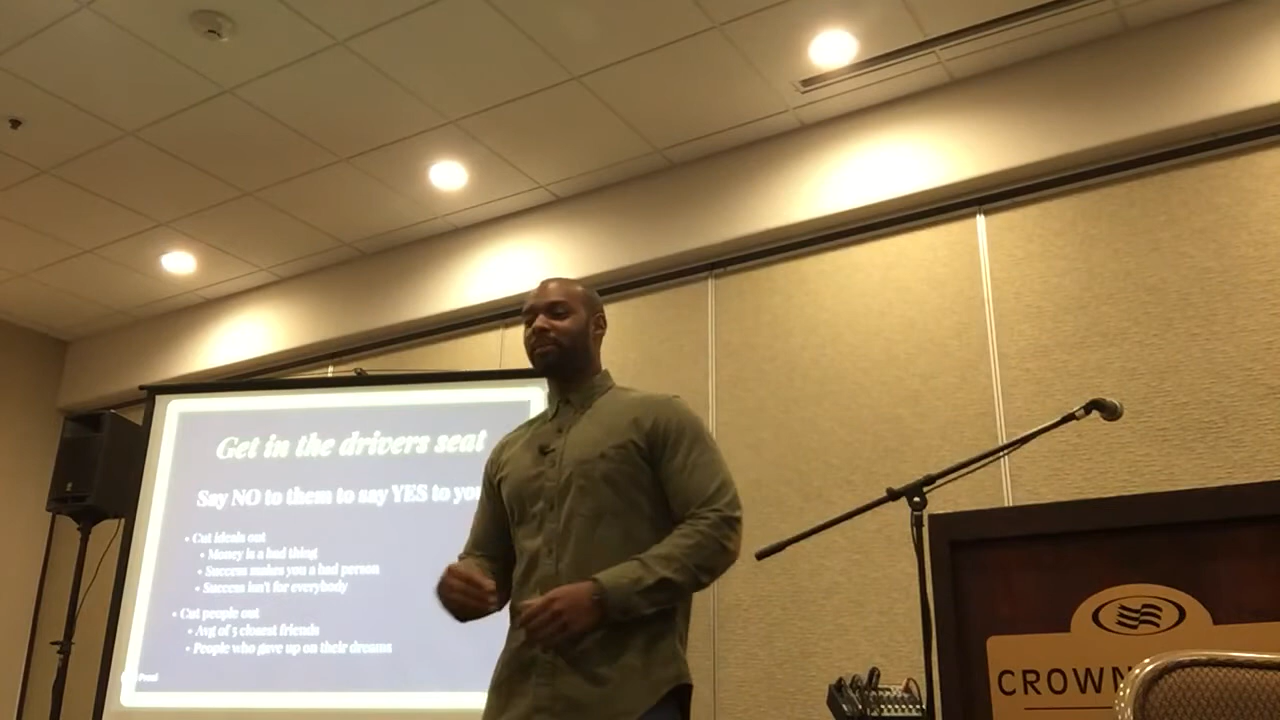 Get in the drivers seat
Say NO to them to say YES to you
• Cut ideals out
• Money is a bad thing
• Success makes you a bad person
• Success isn't for everybody
• Cut people out
• Avg of 5 closest friends
• People who gave up on their dreams
Prezi
CROWN